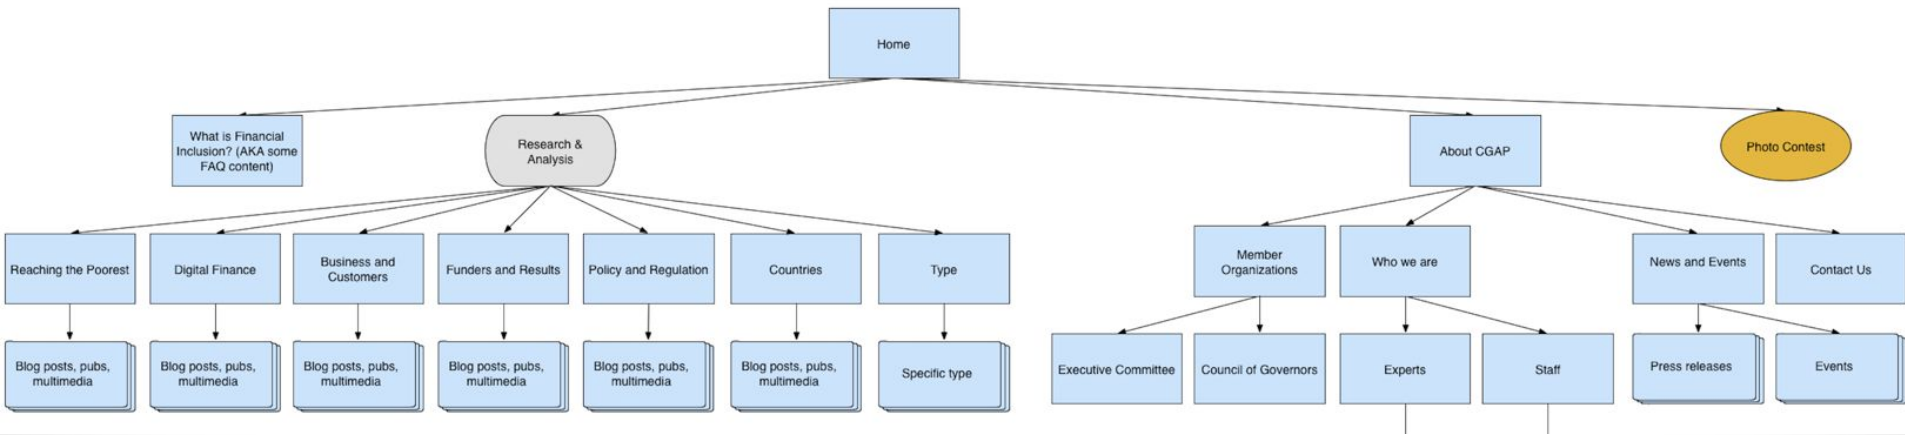 Home
What is Financial
Inclusion? (AKA some
FAQ content)
Research &
Analysis
About CGAP
Photo Contest
Reaching the Poorest
Digital Finance
Business and
Customers
Funders and Results
Policy and Regulation
Countries
Type
Member
Organizations
Who we are
News and Events
Contact Us
Blog posts, pubs,
multimedia
Blog posts, pubs,
multimedia
Blog posts, pubs,
multimedia
Blog posts, pubs,
multimedia
Blog posts, pubs,
multimedia
Blog posts, pubs,
multimedia
Specific type
Executive Committee
Council of Governors
Experts
Staff
Press releases
Events